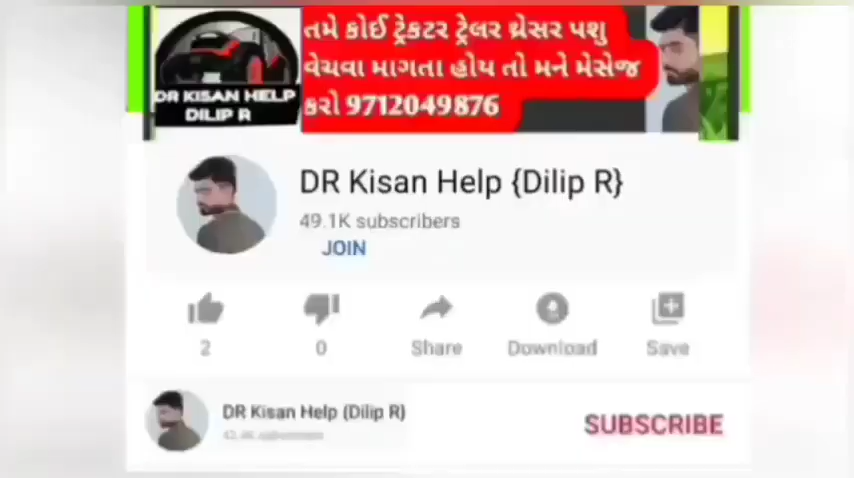 DR KISAN HELP
DILIP R
તમે કોઈ ટ્રેકટર ટ્રેલર થ્રેસર પશુ
વેચવા માગતા હોય તો મને મેસેજ
કરો 9712049876
DR Kisan Help {Dilip R}
49.1K subscribers
JOIN
2
0
Share
Download
Save
DR Kisan Help {Dilip R}
SUBSCRIBE